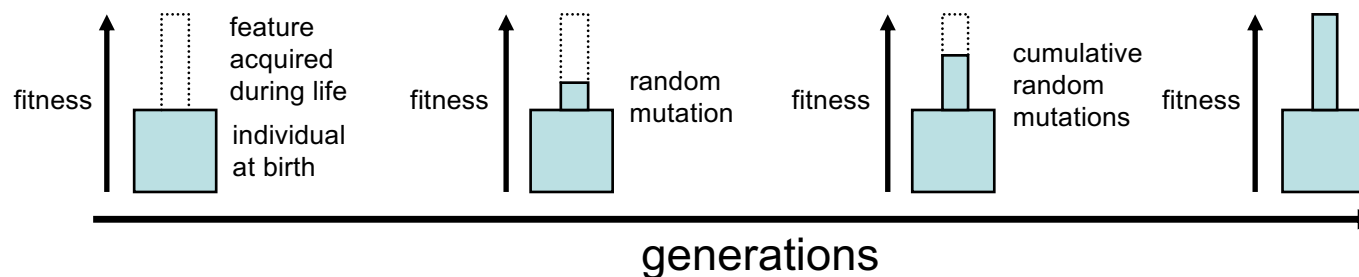 feature
acquired
during life
fitness
individual
at birth
fitness
random
mutation
fitness
cumulative
random
mutations
fitness
generations